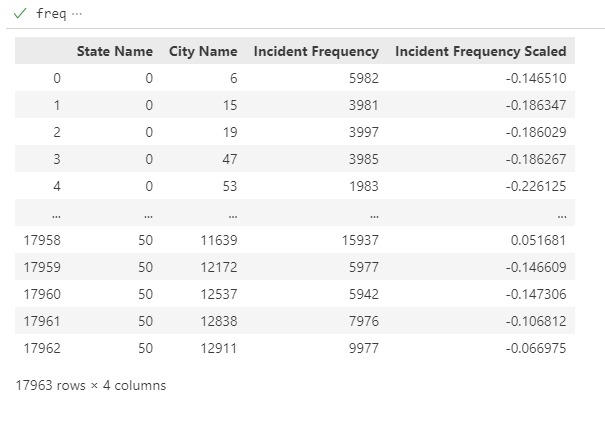 freq ...
State Name City Name Incident Frequency Incident Frequency Scaled
0 0 6 5982 -0.146510
1 0 15 3981 -0.186347
2 0 19 3997 -0.186029
3 0 47 3985 -0.186267
4 0 53 1983 -0.226125
... ... ... ... ...
17958 50 11639 15937 0.051681
17959 50 12172 5977 -0.146609
17960 50 12537 5942 -0.147306
17961 50 12838 7976 -0.106812
17962 50 12911 9977 -0.066975
17963 rows × 4 columns